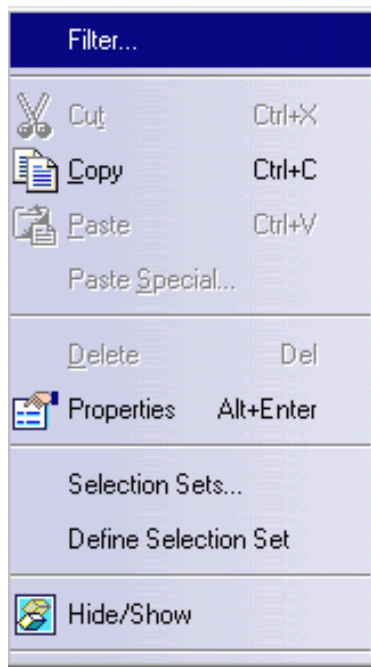 Filter...
Cut Ctrl+X
Copy Ctrl+C
Paste Ctrl+V
Paste Special...
Delete Del
Properties Alt+Enter
Selection Sets...
Define Selection Set
Hide/Show